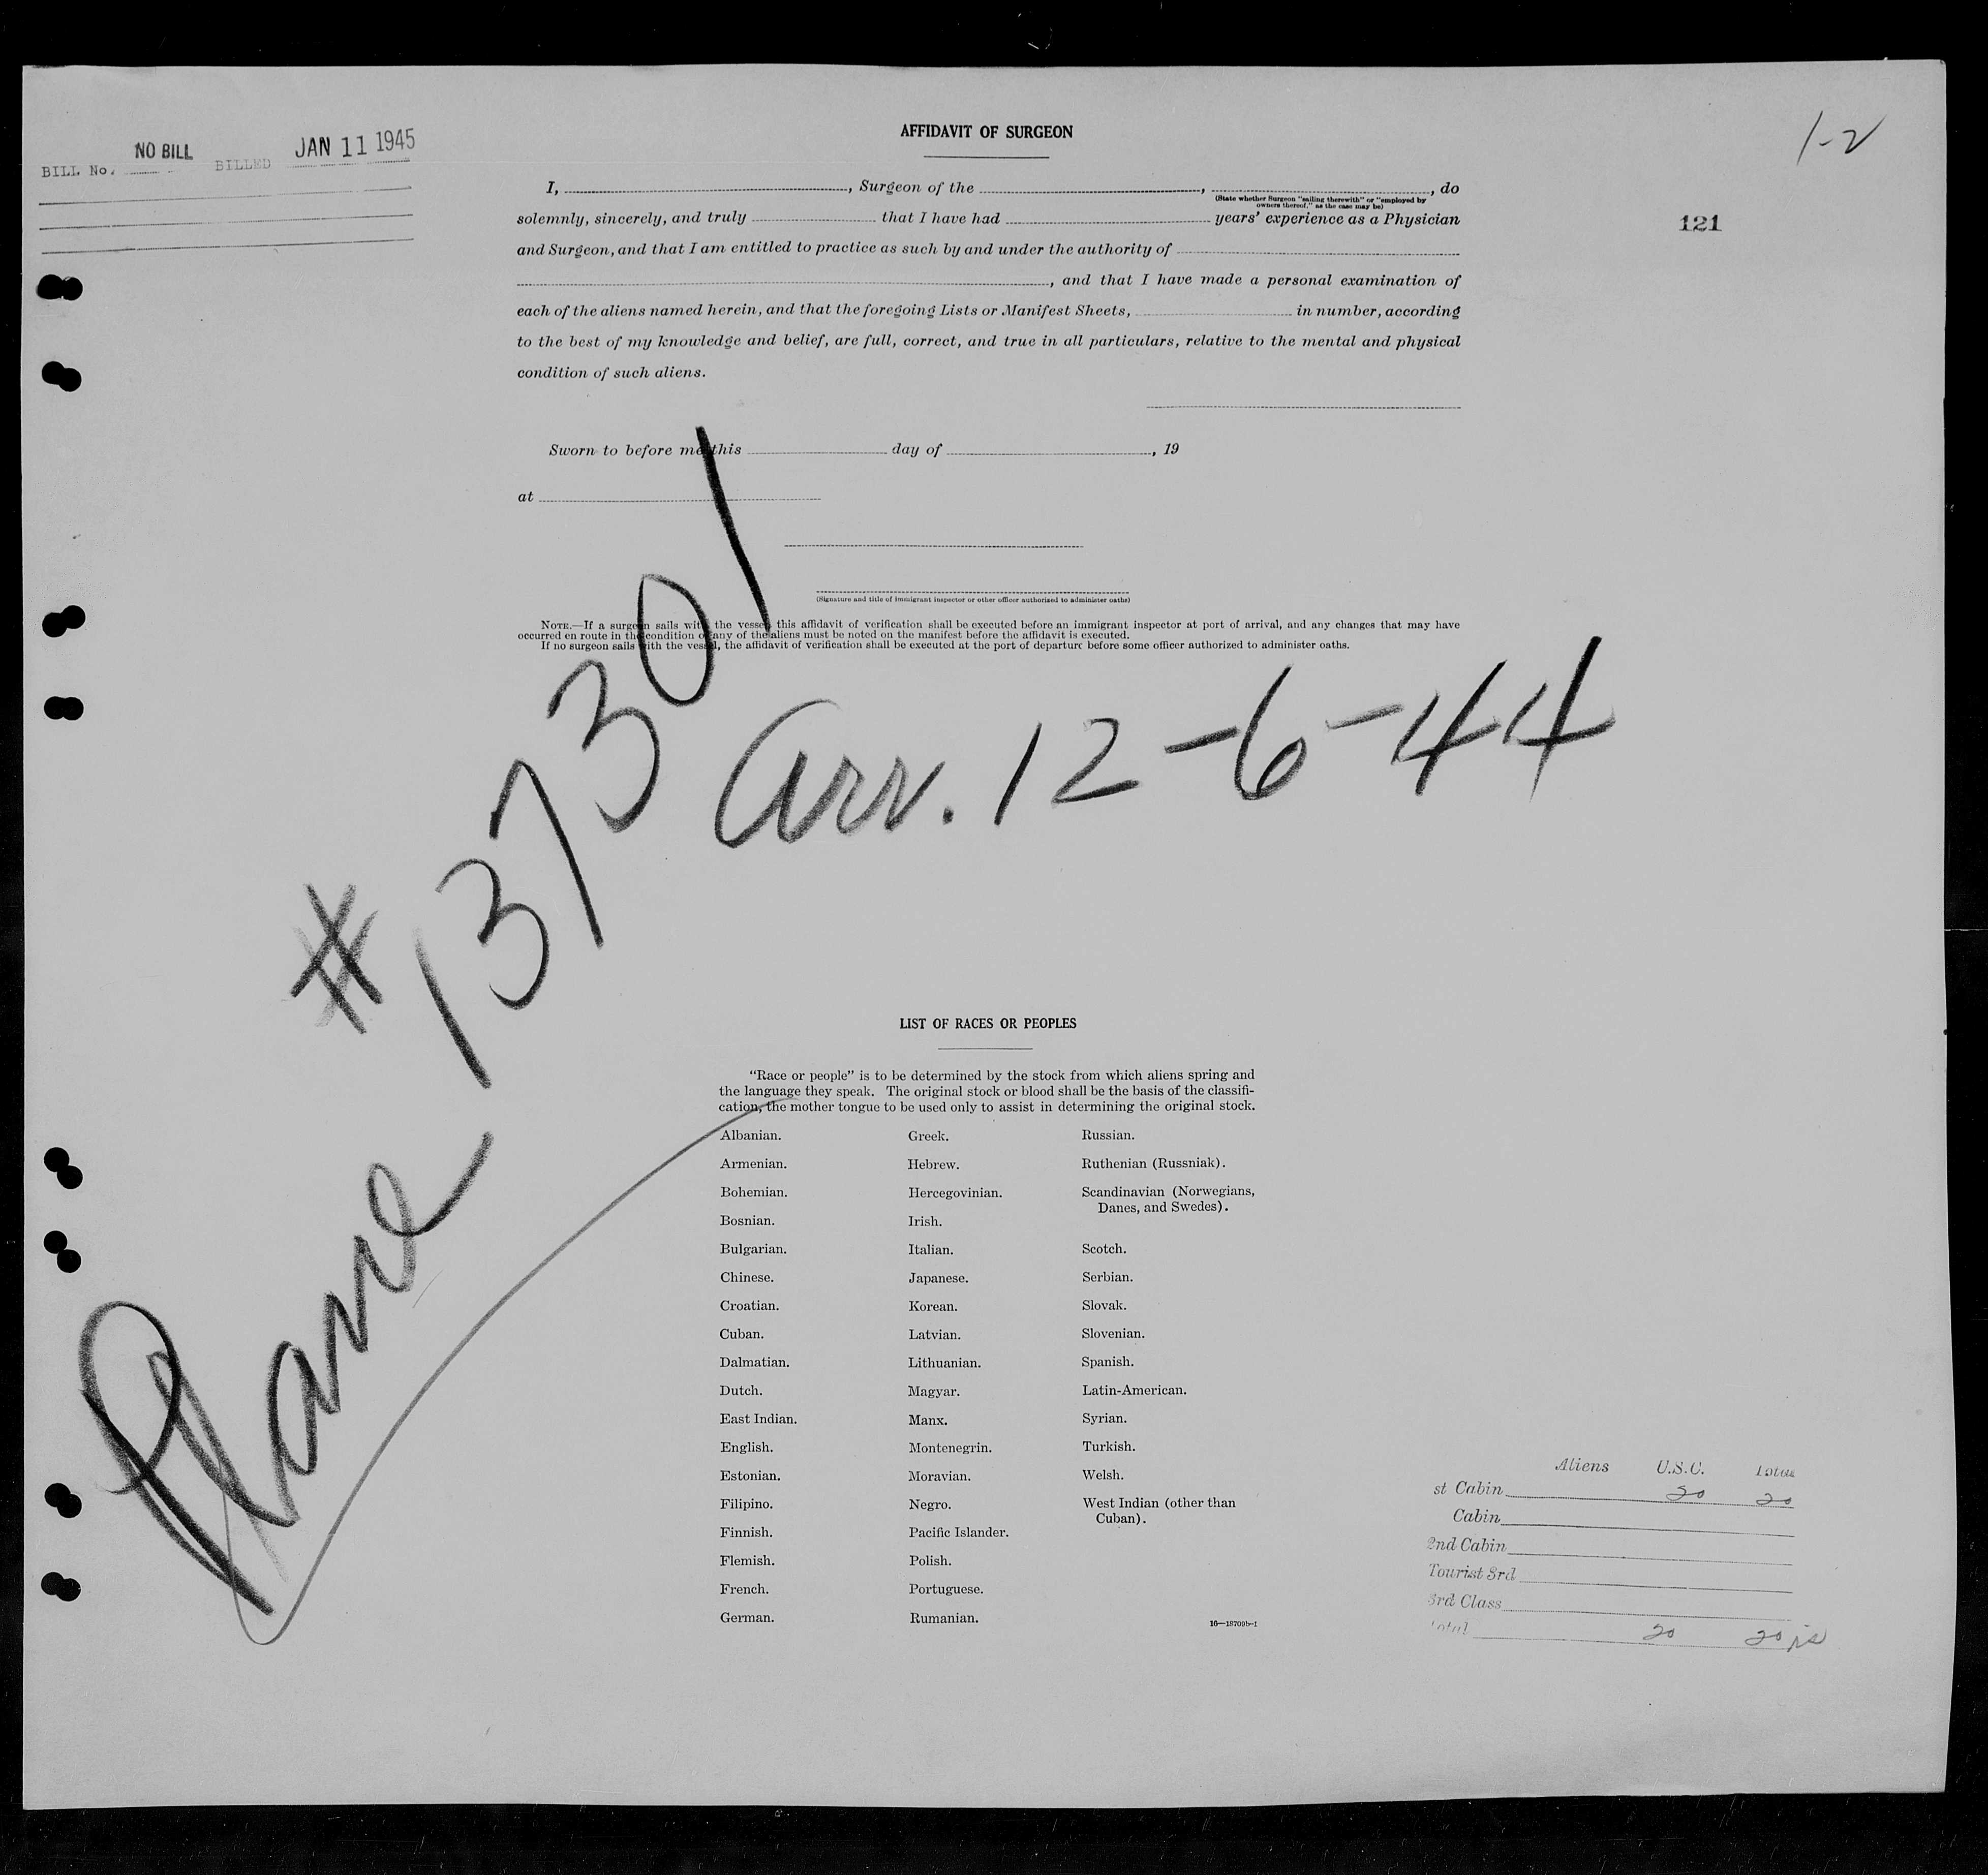 BILL No. NO BILL BILLED JAN 11 1945
1-2
121
AFFIDAVIT OF SURGEON
I, , Surgeon of the , , do
(State whether Surgeon "sailing therewith" or "employed by
owners thereof," as the case may be)
solemnly, sincerely, and truly that I have had years' experience as a Physician
and Surgeon, and that I am entitled to practice as such by and under the authority of
, and that I have made a personal examination of
each of the aliens named herein, and that the foregoing Lists or Manifest Sheets, in number, according
to the best of my knowledge and belief, are full, correct, and true in all particulars, relative to the mental and physical
condition of such aliens.
Sworn to before me this day of , 19
at
(Signature and title of immigrant inspector or other officer authorized to administer oaths)
NOTE.—If a surgeon sails with the vessel this affidavit of verification shall be executed before an immigrant inspector at port of arrival, and any changes that may have
occurred en route in the condition of any of the aliens must be noted on the manifest before the affidavit is executed.
If no surgeon sails with the vessel, the affidavit of verification shall be executed at the port of departure before some officer authorized to administer oaths.
Plane # 137301
arr. 12-6-44
LIST OF RACES OR PEOPLES
"Race or people" is to be determined by the stock from which aliens spring and
the language they speak. The original stock or blood shall be the basis of the classifi-
cation, the mother tongue to be used only to assist in determining the original stock.
Albanian.
Armenian.
Bohemian.
Bosnian.
Bulgarian.
Chinese.
Croatian.
Cuban.
Dalmatian.
Dutch.
East Indian.
English.
Estonian.
Filipino.
Finnish.
Flemish.
French.
German.
Greek.
Hebrew.
Hercegovinian.
Irish.
Italian.
Japanese.
Korean.
Latvian.
Lithuanian.
Magyar.
Manx.
Montenegrin.
Moravian.
Negro.
Pacific Islander.
Polish.
Portuguese.
Rumanian.
Russian.
Ruthenian (Russniak).
Scandinavian (Norwegians,
Danes, and Swedes).
Scotch.
Serbian.
Slovak.
Slovenian.
Spanish.
Latin-American.
Syrian.
Turkish.
Welsh.
West Indian (other than
Cuban).
16—18709b-1
Aliens U.S.C. Total
st Cabin 20 20
Cabin
2nd Cabin
Tourist 3rd
3rd Class
Total 20 20